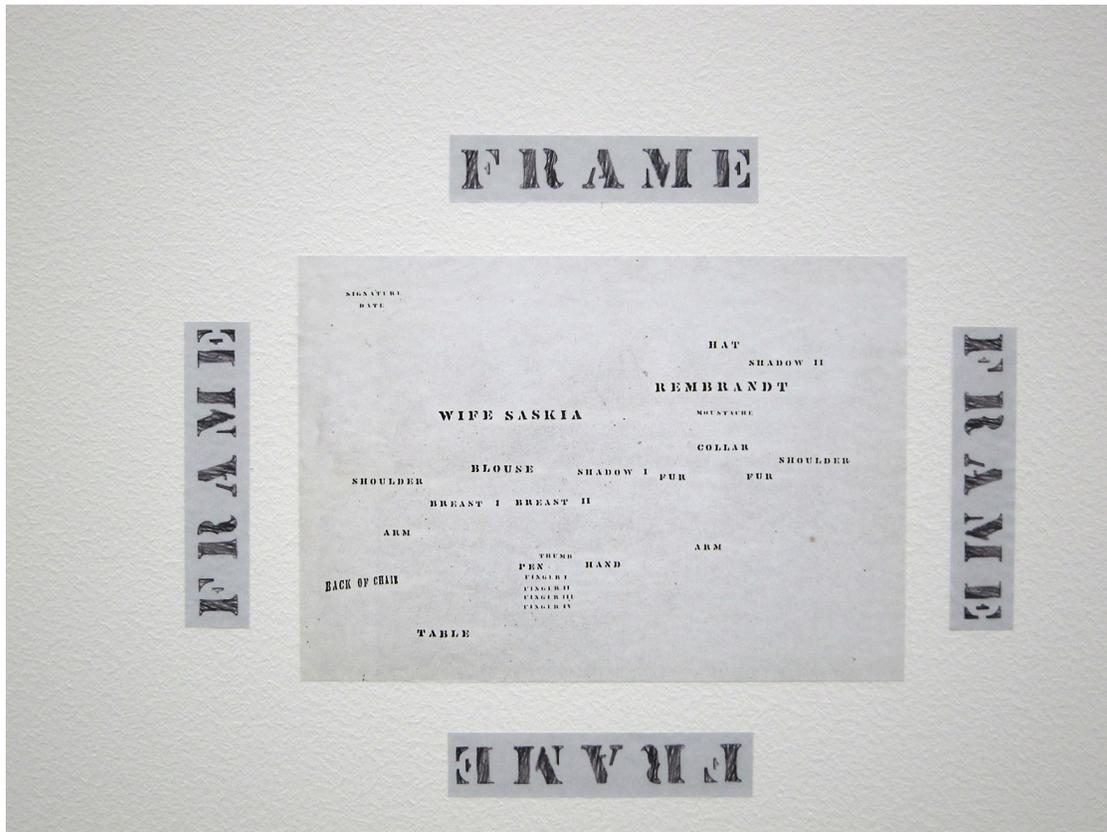 FRAME
SIGNATURE
DATE
HAT
SHADOW II
REMBRANDT
WIFE SASKIA
MOUSTACHE
COLLAR
SHOULDER
BLOUSE
SHADOW I
FUR
FUR
SHOULDER
BREAST I BREAST II
ARM
ARM
THUMB
PEN
HAND
FINGER I
FINGER II
FINGER III
FINGER IV
BACK OF CHAIR
TABLE
FRAME
FRAME
FRAME